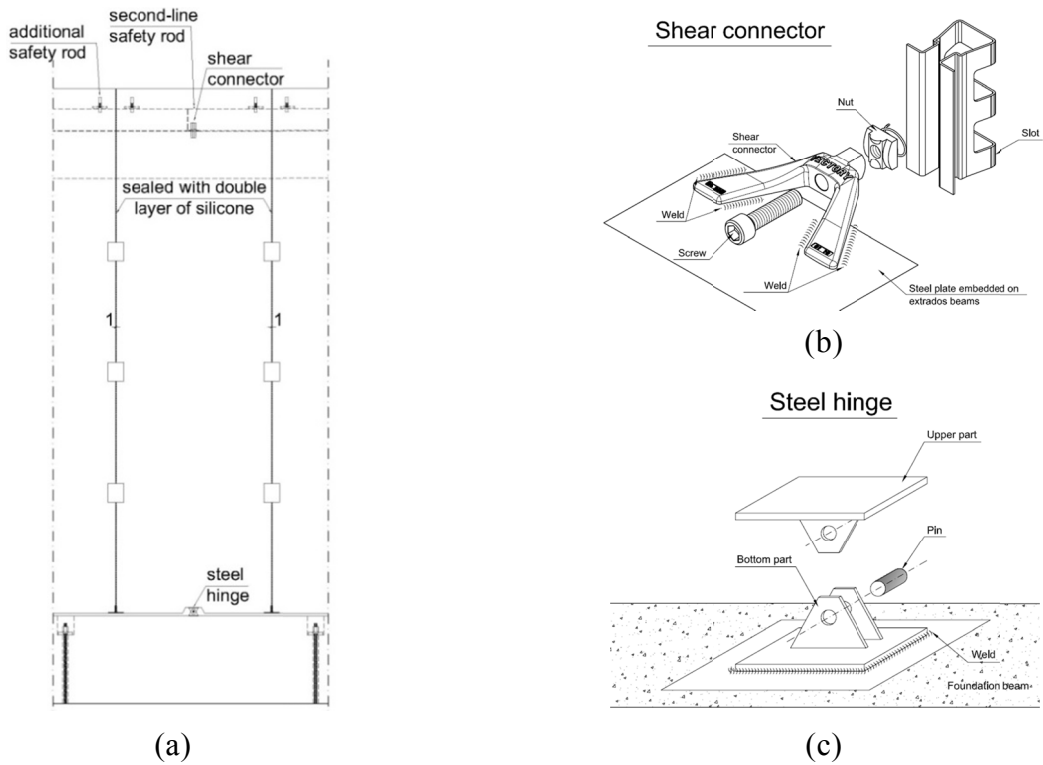 second-line
safety rod
additional
safety rod
shear
connector
sealed with double
layer of silicone
1
1
steel
hinge
(a)
Shear connector
Nut
Slot
Shear
connector
FACTORY
Weld
Screw
Weld
Steel plate embedded on
extrados beams
(b)
Steel hinge
Upper part
Pin
Bottom part
Weld
Foundation beam
(c)